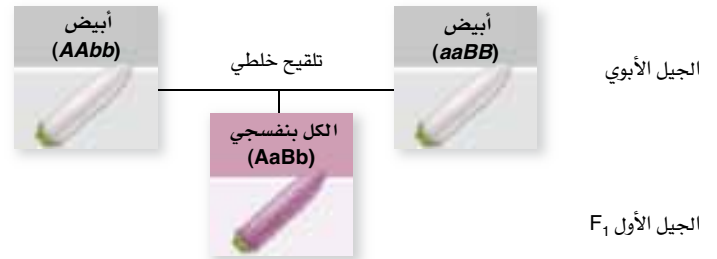 الجيل الأبوي
أبيض
(aaBB)
تلقيح خلطي
أبيض
(AAbb)
الكل بنفسجي
(AaBb)
الجيل الأول F₁